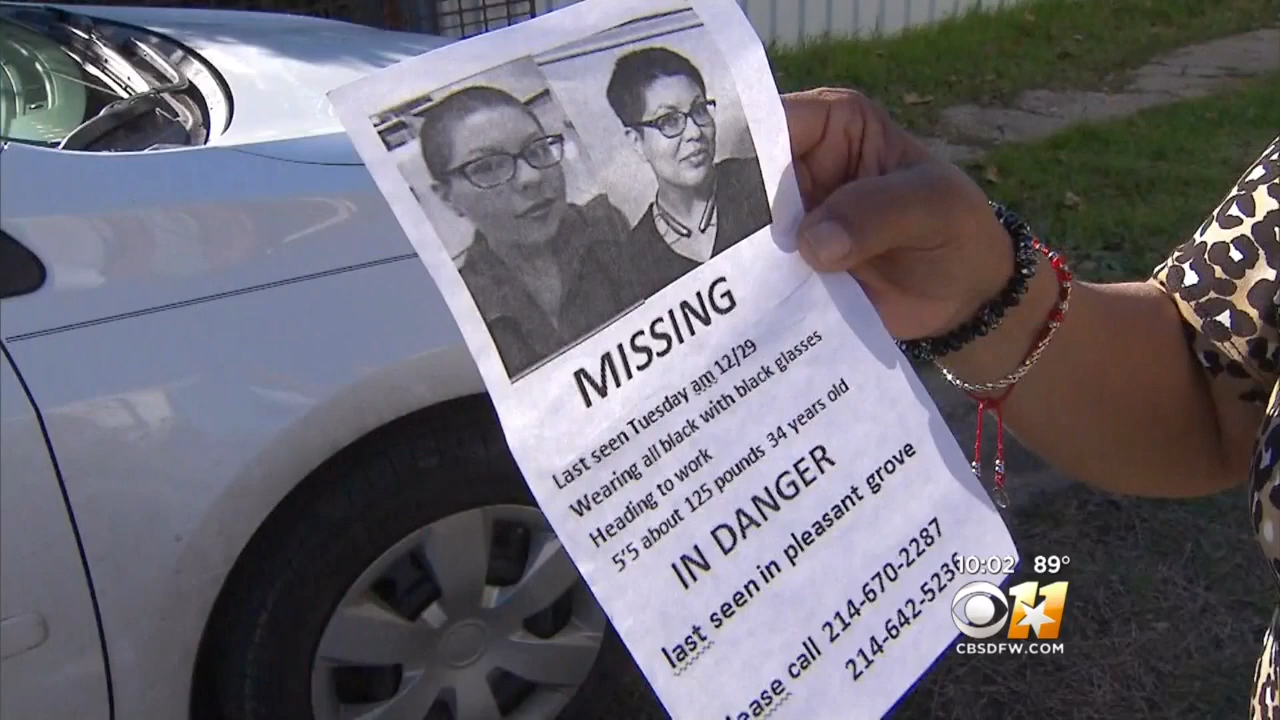 MISSING
Last seen Tuesday am 12/29
Wearing all black with black glasses
Heading to work
5'5 about 125 pounds 34 years old
IN DANGER
last seen in pleasant grove
call 214-670-2287
10:02 89°
CBS 11
CBSDFW.COM